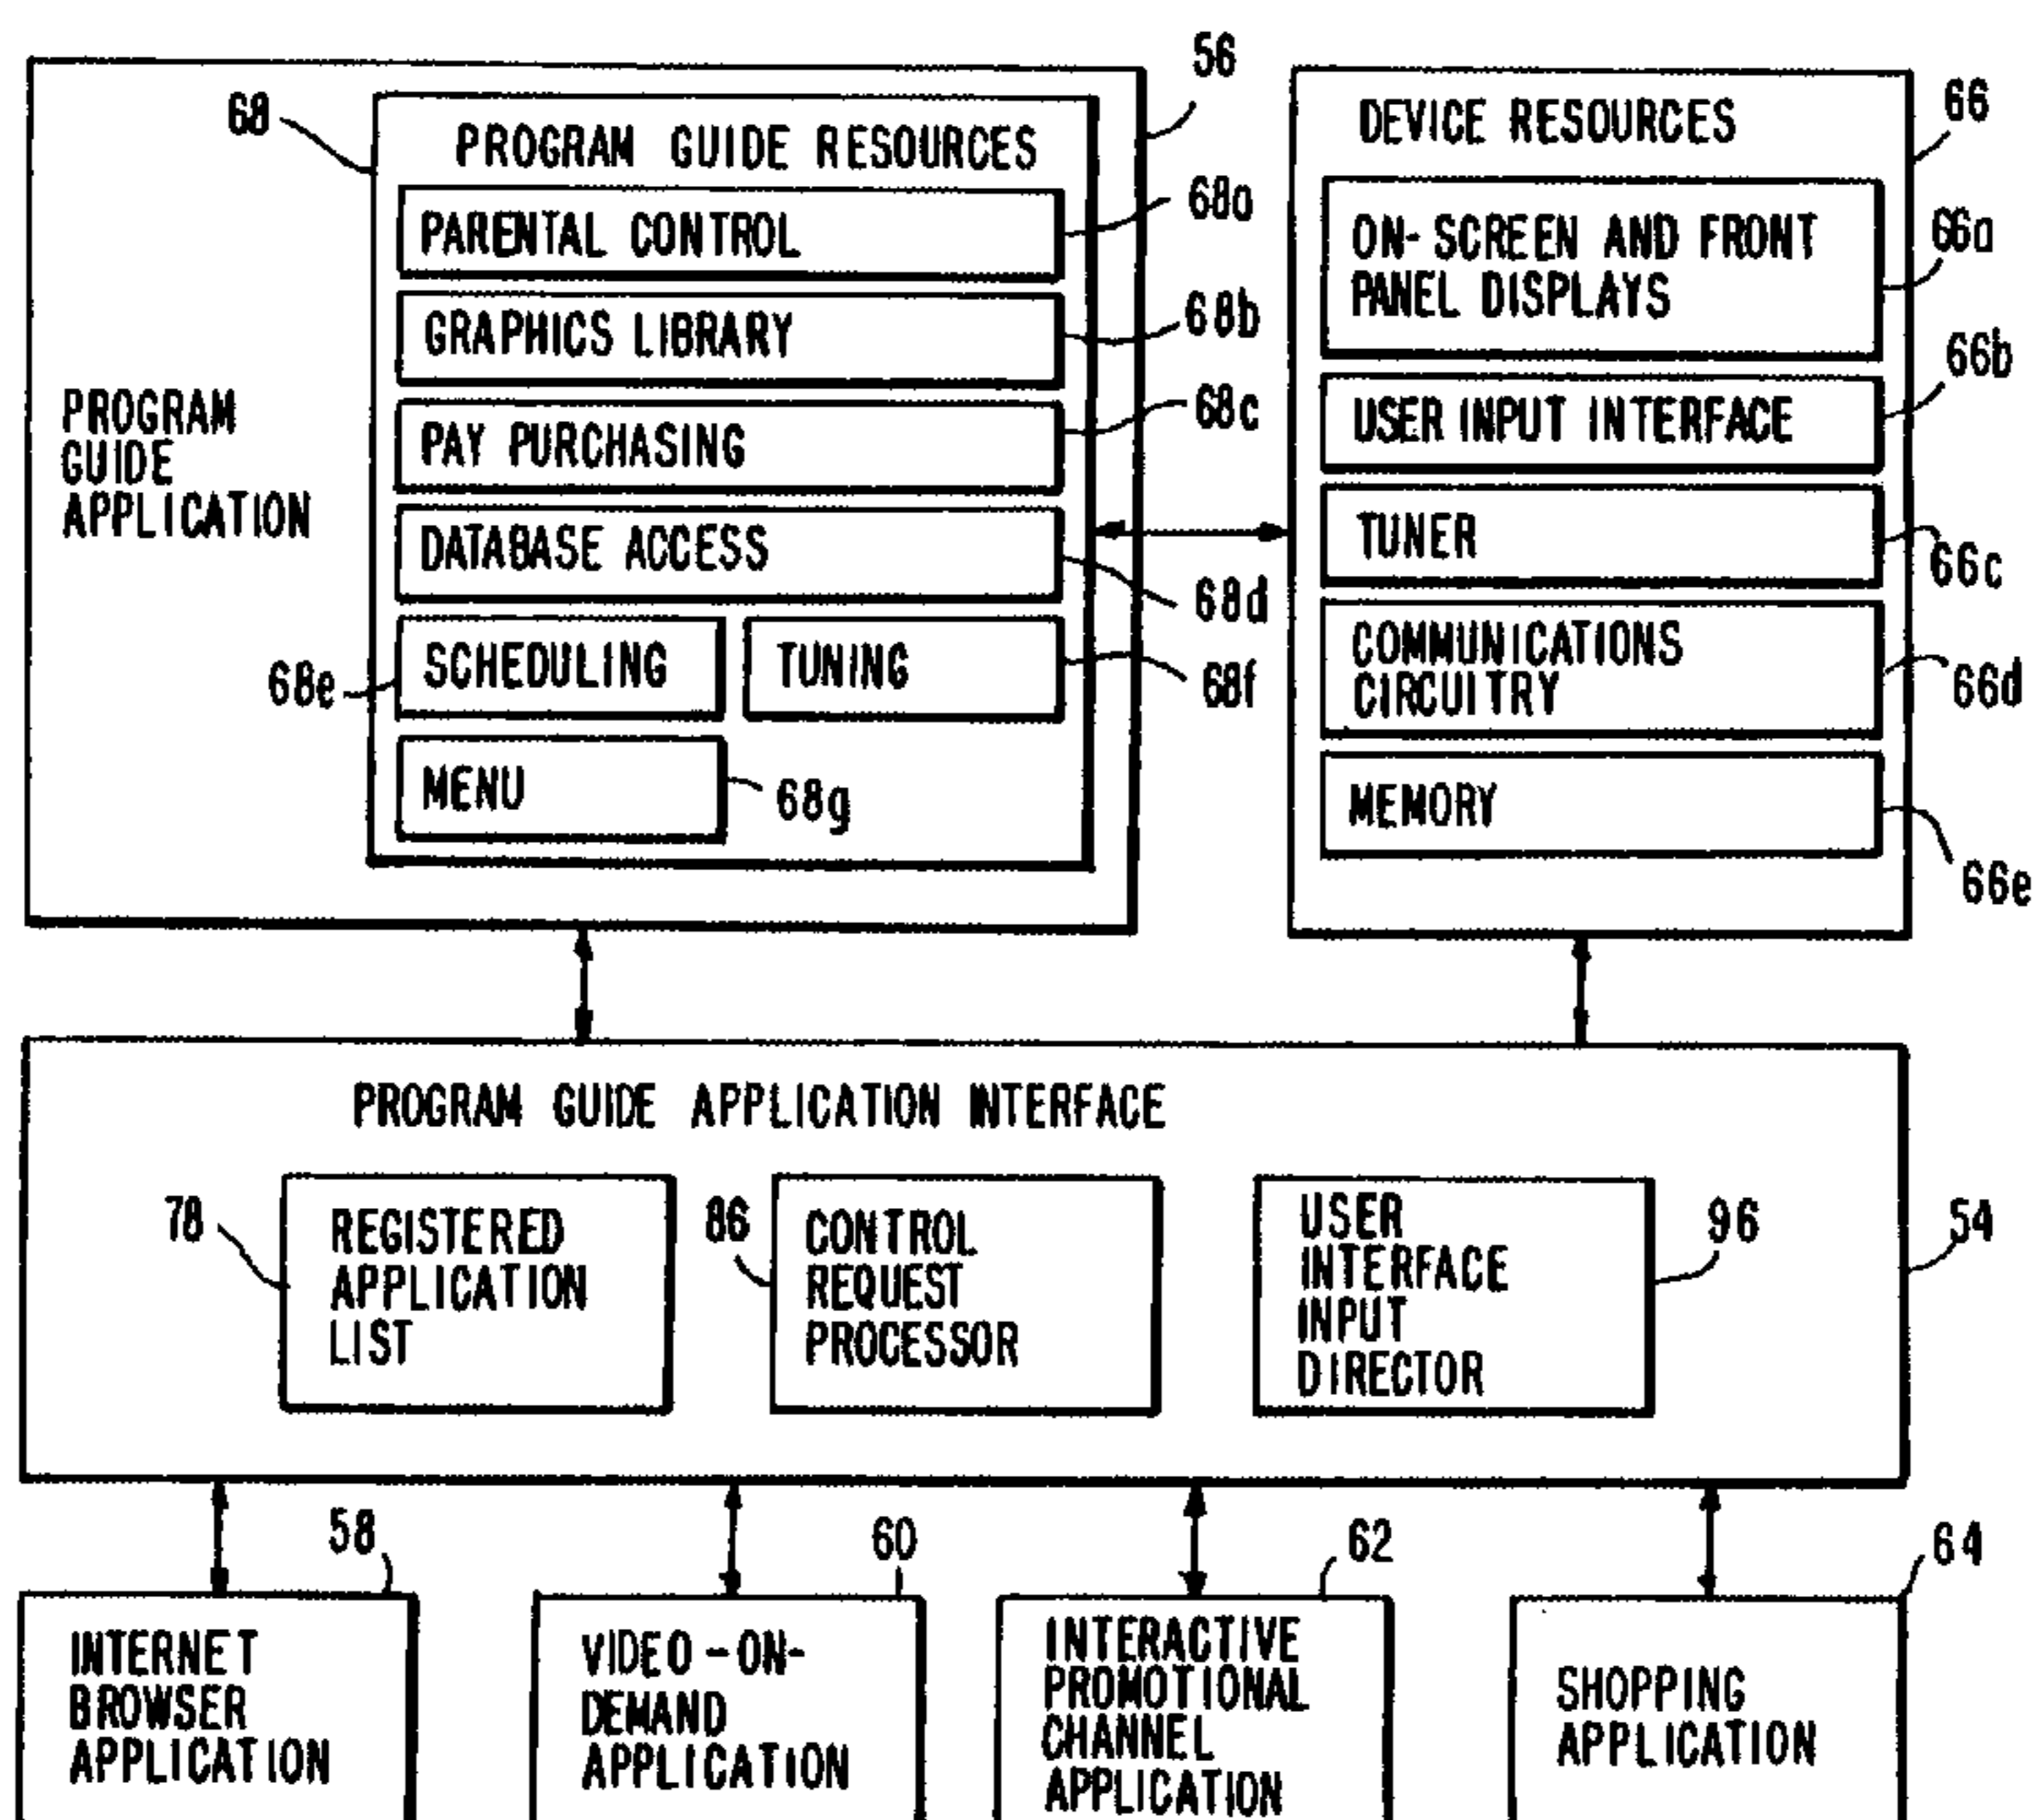 56
68
PROGRAM GUIDE RESOURCES
PARENTAL CONTROL
68a
GRAPHICS LIBRARY
68b
PAY PURCHASING
68c
DATABASE ACCESS
68d
68e
SCHEDULING
TUNING
68f
MENU
68g
PROGRAM
GUIDE
APPLICATION
DEVICE RESOURCES
66
ON-SCREEN AND FRONT
PANEL DISPLAYS
66a
USER INPUT INTERFACE
66b
TUNER
66c
COMMUNICATIONS
CIRCUITRY
66d
MEMORY
66e
PROGRAM GUIDE APPLICATION INTERFACE
54
78
REGISTERED
APPLICATION
LIST
86
CONTROL
REQUEST
PROCESSOR
USER
INTERFACE
INPUT
DIRECTOR
96
58
INTERNET
BROWSER
APPLICATION
60
VIDEO-ON-
DEMAND
APPLICATION
62
INTERACTIVE
PROMOTIONAL
CHANNEL
APPLICATION
64
SHOPPING
APPLICATION